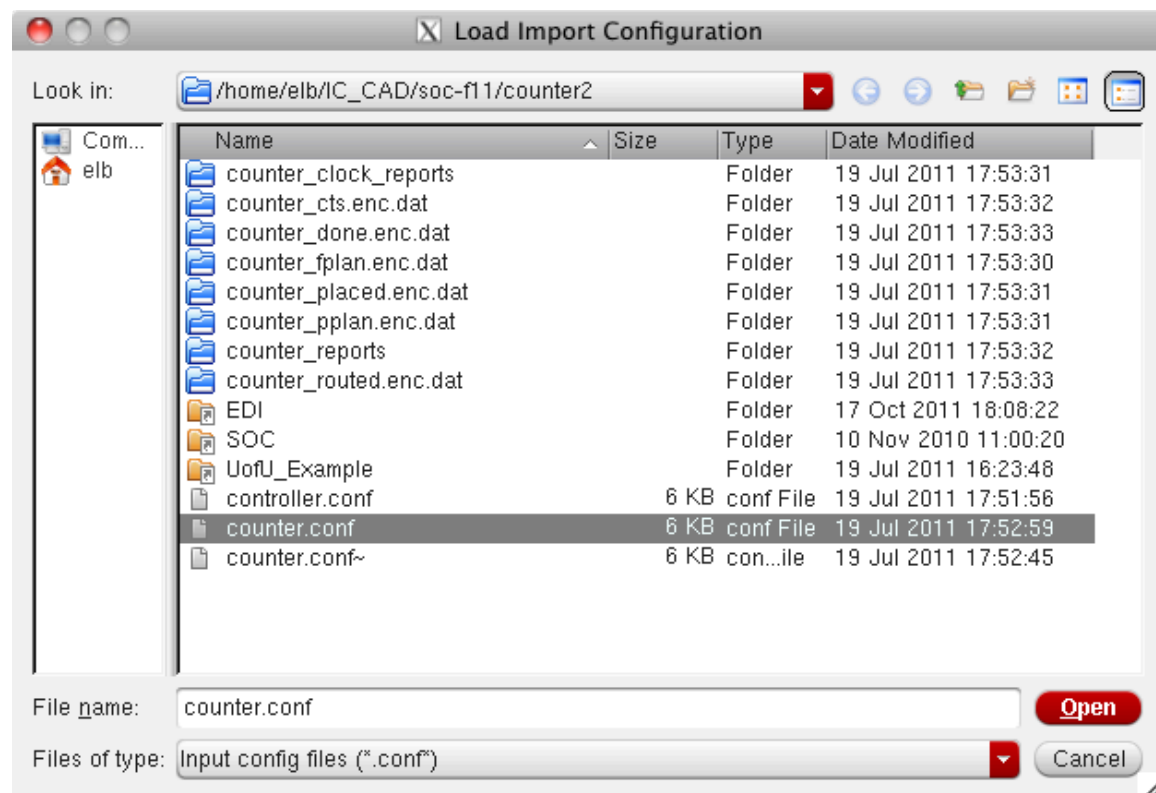 Load Import Configuration
Look in: /home/elb/IC_CAD/soc-f11/counter2
Com...
elb
Name Size Type Date Modified
counter_clock_reports Folder 19 Jul 2011 17:53:31
counter_cts.enc.dat Folder 19 Jul 2011 17:53:32
counter_done.enc.dat Folder 19 Jul 2011 17:53:33
counter_fplan.enc.dat Folder 19 Jul 2011 17:53:30
counter_placed.enc.dat Folder 19 Jul 2011 17:53:31
counter_pplan.enc.dat Folder 19 Jul 2011 17:53:31
counter_reports Folder 19 Jul 2011 17:53:32
counter_routed.enc.dat Folder 19 Jul 2011 17:53:33
EDI Folder 17 Oct 2011 18:08:22
SOC Folder 10 Nov 2010 11:00:20
UofU_Example Folder 19 Jul 2011 16:23:48
controller.conf 6 KB conf File 19 Jul 2011 17:51:56
counter.conf 6 KB conf File 19 Jul 2011 17:52:59
counter.conf~ 6 KB con...ile 19 Jul 2011 17:52:45
File name: counter.conf Open
Files of type: Input config files (*.conf*) Cancel